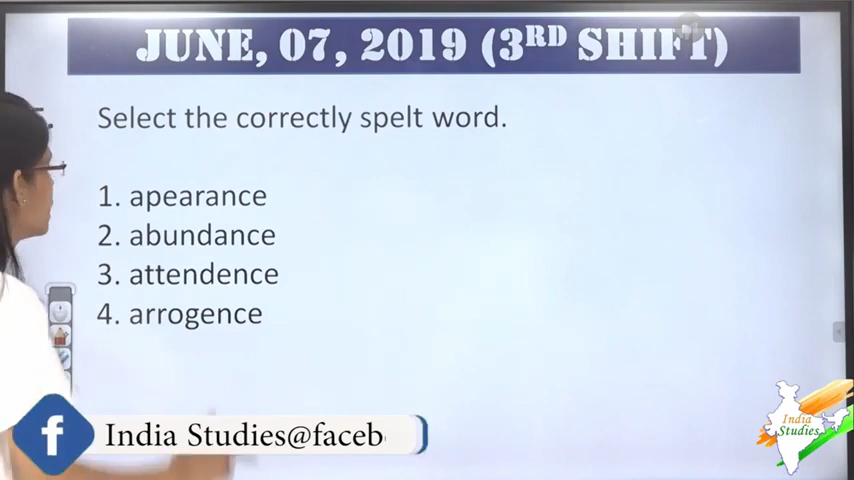 JUNE, 07, 2019 (3RD SHIFT)
Select the correctly spelt word.
1. apearance
2. abundance
3. attendence
4. arrogence
f
India Studies@faceb
India
Studies